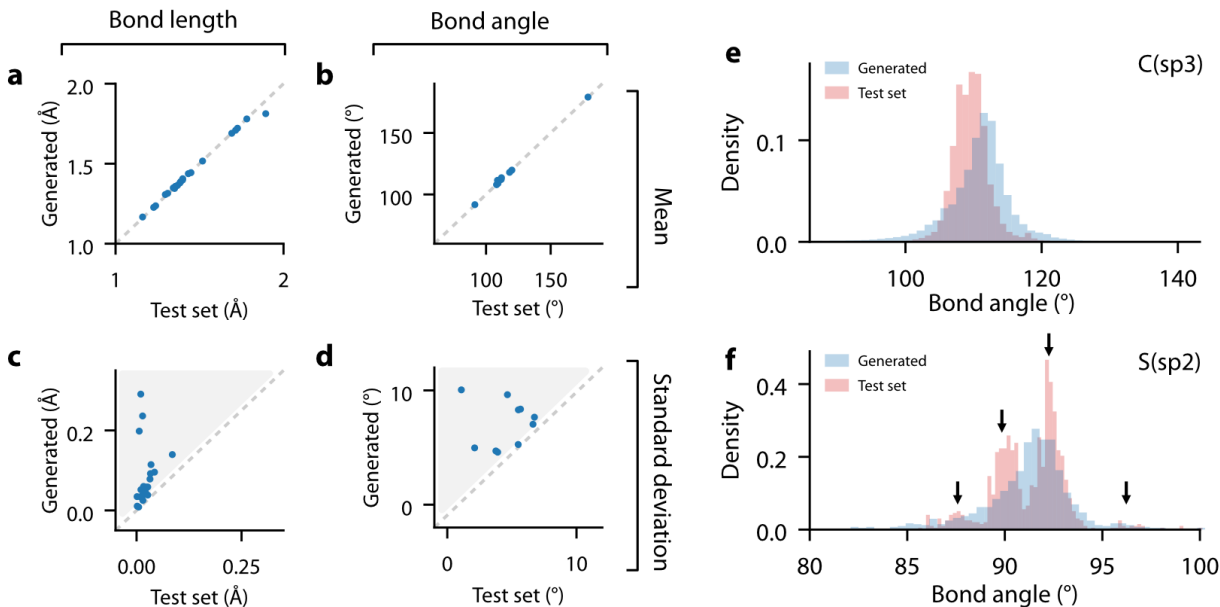 Bond length
Bond angle
a
2.0
1.5
1.0
Generated (Å)
1
2
Test set (Å)
b
150
100
Generated (°)
100
150
Test set (°)
Mean
c
0.2
0.0
Generated (Å)
0.00
0.25
Test set (Å)
d
10
0
Generated (°)
0
10
Test set (°)
Standard deviation
e
Generated
Test set
C(sp3)
0.1
0.0
Density
100
120
140
Bond angle (°)
f
Generated
Test set
S(sp2)
0.4
0.2
0.0
Density
80
85
90
95
100
Bond angle (°)